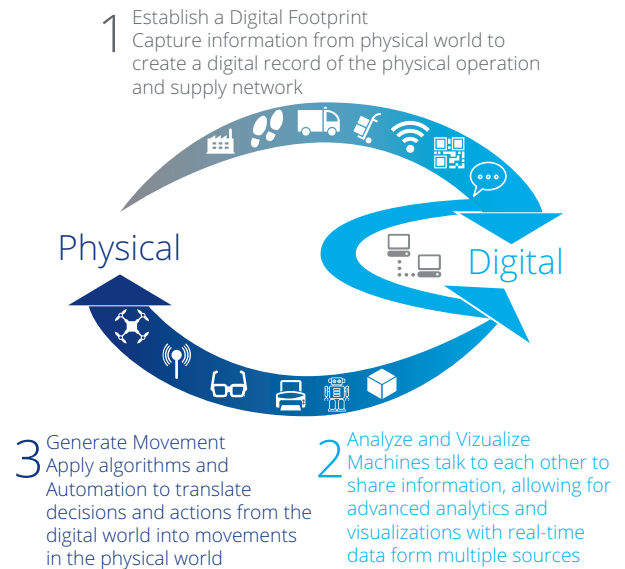 1 Establish a Digital Footprint
Capture information from physical world to
create a digital record of the physical operation
and supply network
Physical
Digital
3 Generate Movement
Apply algorithms and
Automation to translate
decisions and actions from the
digital world into movements
in the physical world
2 Analyze and Vizualize
Machines talk to each other to
share information, allowing for
advanced analytics and
visualizations with real-time
data form multiple sources